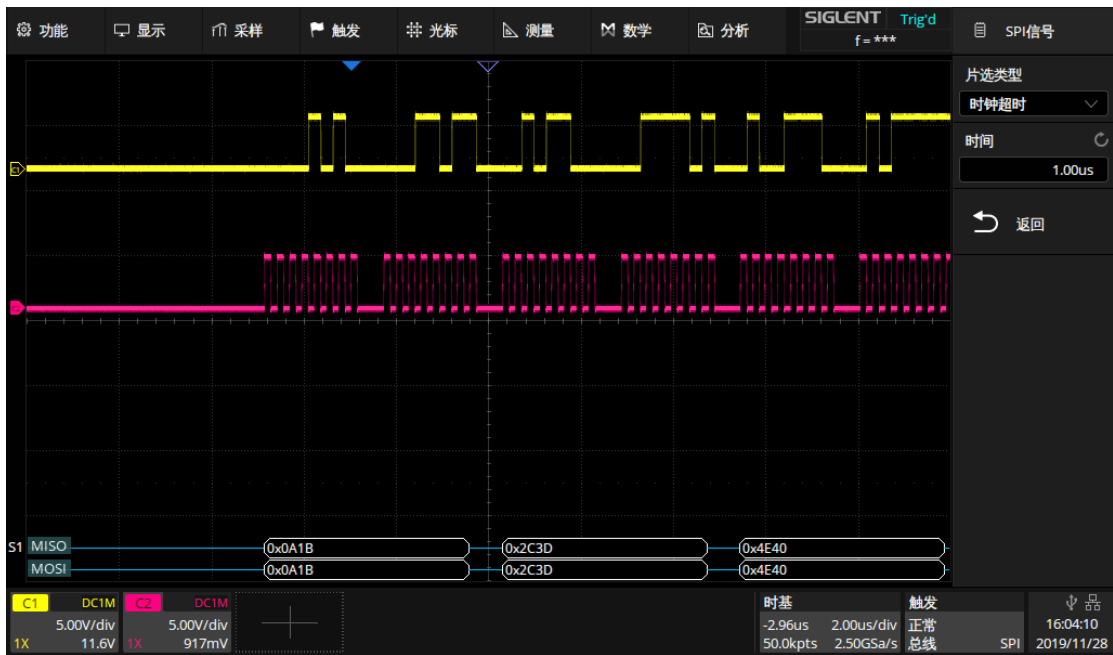 功能 显示 采样 触发 光标 测量 数学 分析 SIGLENT Trig'd SPI信号
f = ***
片选类型
时钟超时
时间
1.00us
返回
C1
S1 MISO 0x0A1B 0x2C3D 0x4E40
MOSI 0x0A1B 0x2C3D 0x4E40
C1 DC1M C2 DC1M 时基 触发
5.00V/div 5.00V/div -2.96us 2.00us/div 正常 16:04:10
1X 11.6V 1X 917mV 50.0kpts 2.50GSa/s 总线 SPI 2019/11/28